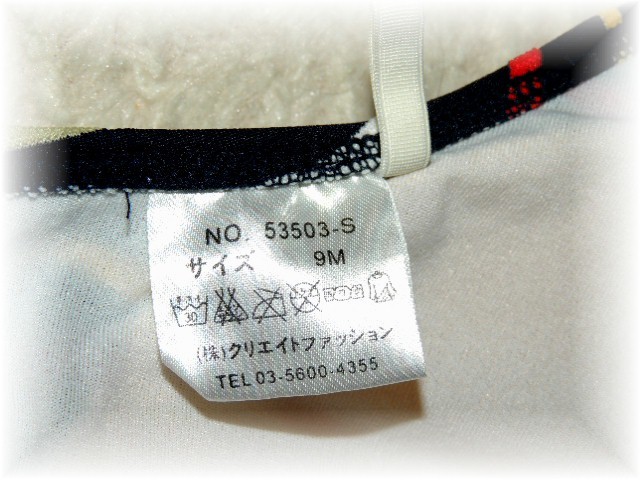 NO. 53503-S
サイズ 9M
30
(株)クリエイトファッション
TEL 03-5600-4355